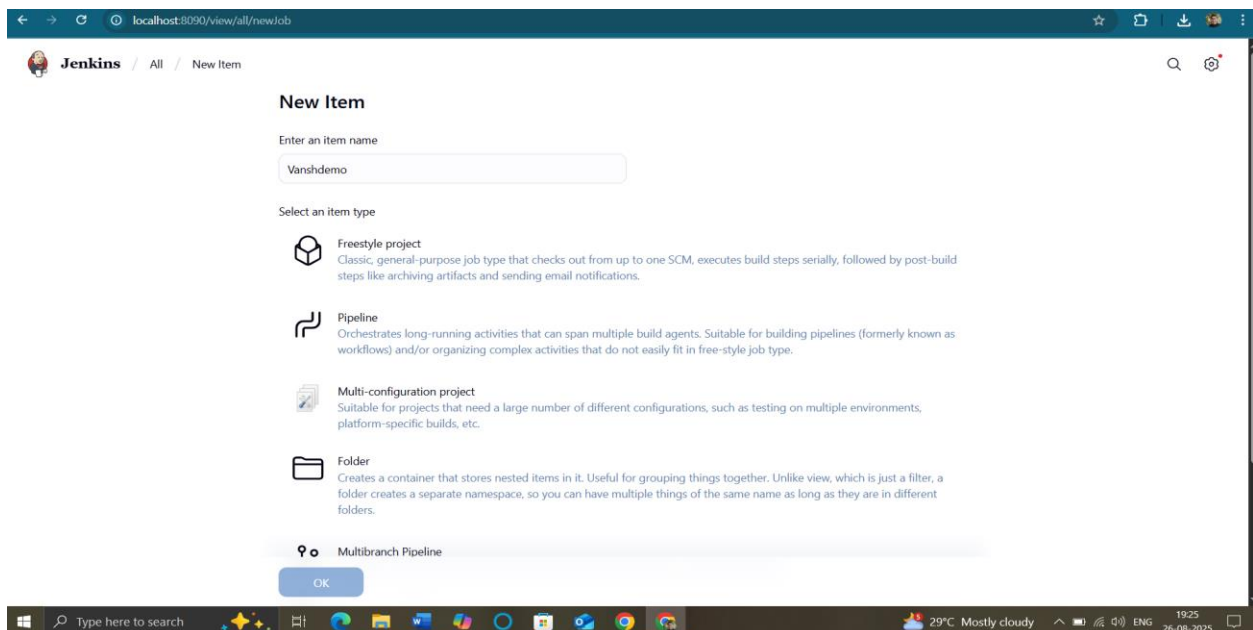 localhost:8090/view/all/newJob
Jenkins / All / New Item
New Item
Enter an item name
Vanshdemo
Select an item type
Freestyle project
Classic, general-purpose job type that checks out from up to one SCM, executes build steps serially, followed by post-build
steps like archiving artifacts and sending email notifications.
Pipeline
Orchestrates long-running activities that can span multiple build agents. Suitable for building pipelines (formerly known as
workflows) and/or organizing complex activities that do not easily fit in free-style job type.
Multi-configuration project
Suitable for projects that need a large number of different configurations, such as testing on multiple environments,
platform-specific builds, etc.
Folder
Creates a container that stores nested items in it. Useful for grouping things together. Unlike view, which is just a filter, a
folder creates a separate namespace, so you can have multiple things of the same name as long as they are in different
folders.
Multibranch Pipeline
OK
Type here to search
29°C Mostly cloudy
ENG
19:25
26-08-2025